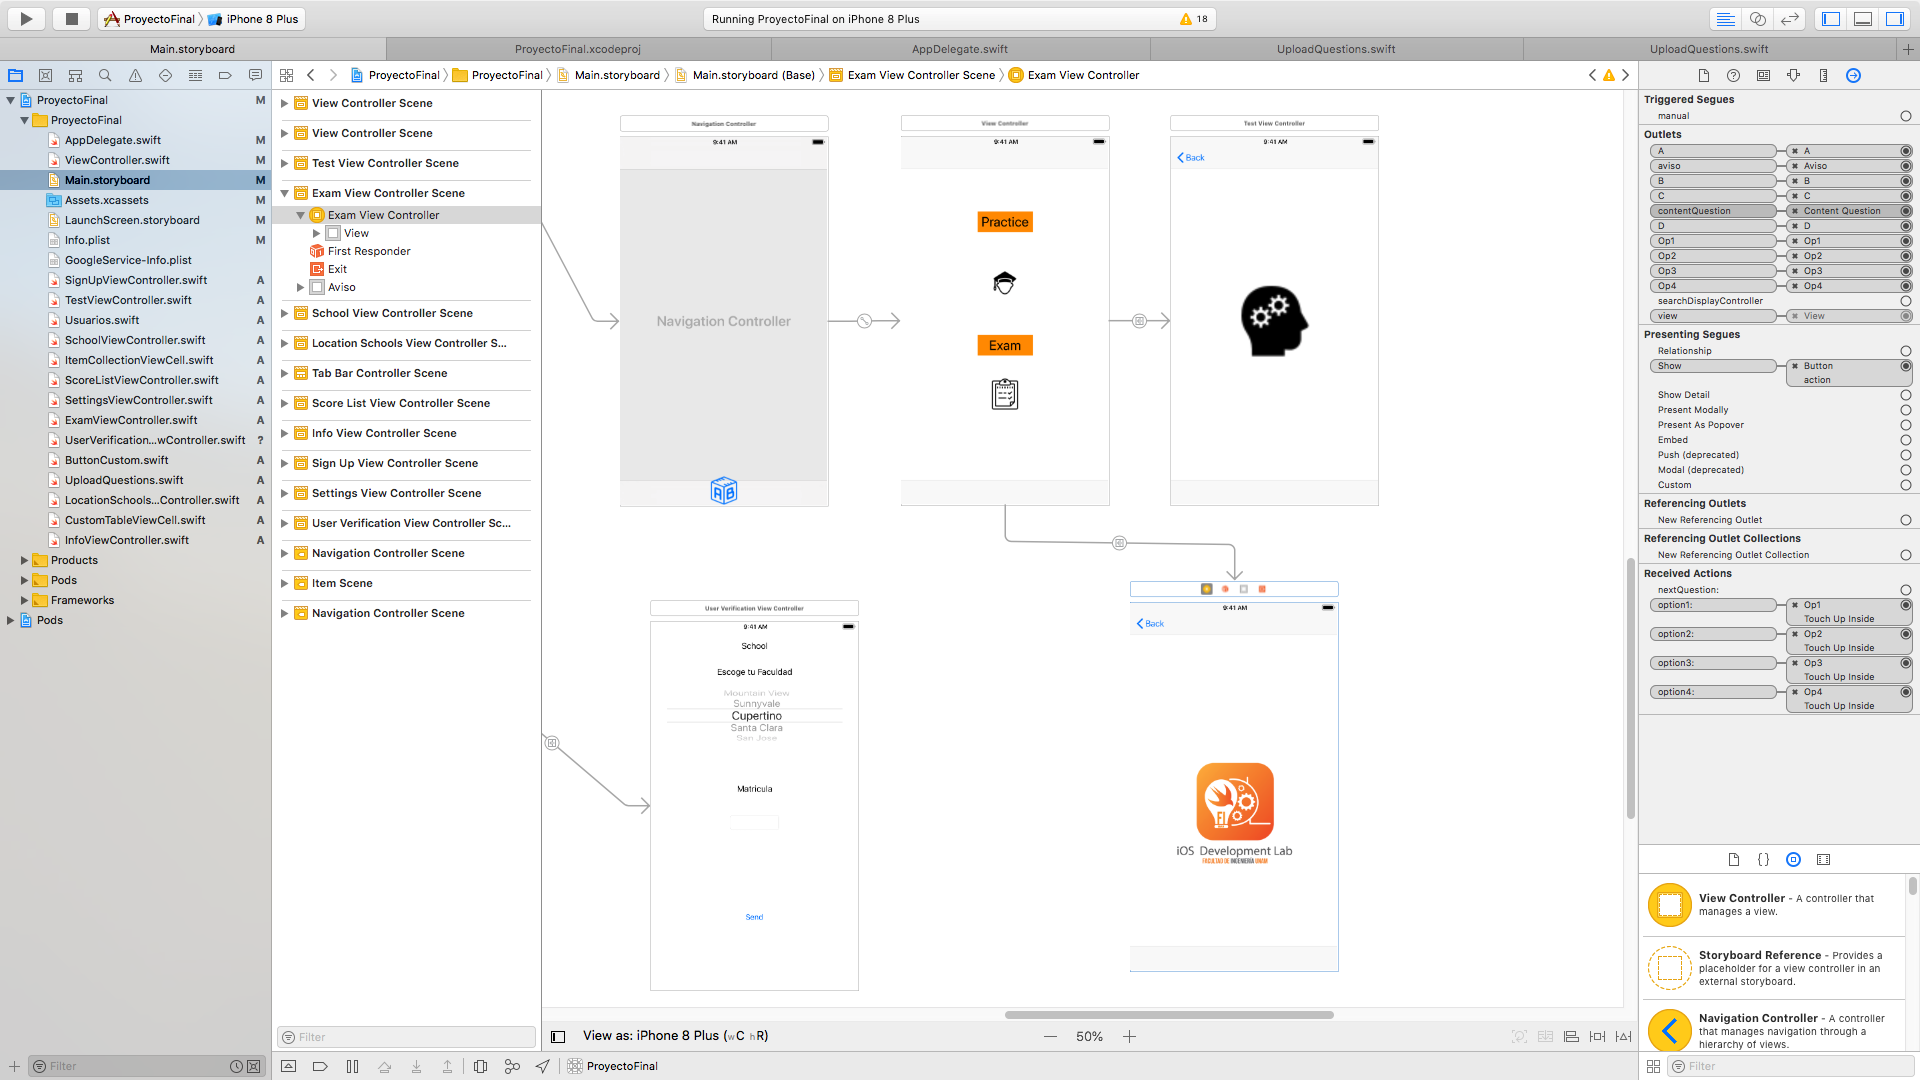 ProyectoFinal
iPhone 8 Plus
Running ProyectoFinal on iPhone 8 Plus
18
Main.storyboard
ProyectoFinal.xcodeproj
AppDelegate.swift
UploadQuestions.swift
UploadQuestions.swift
ProyectoFinal
ProyectoFinal
Main.storyboard
Main.storyboard (Base)
Exam View Controller Scene
Exam View Controller
ProyectoFinal M
ProyectoFinal
AppDelegate.swift M
ViewController.swift M
Main.storyboard M
Assets.xcassets M
LaunchScreen.storyboard M
Info.plist M
GoogleService-Info.plist
SignUpViewController.swift A
TestViewController.swift A
Usuarios.swift A
SchoolViewController.swift A
ItemCollectionViewCell.swift A
ScoreListViewController.swift A
SettingsViewController.swift A
ExamViewController.swift A
UserVerification...wController.swift ?
ButtonCustom.swift A
UploadQuestions.swift A
LocationSchools...Controller.swift A
CustomTableViewCell.swift A
InfoViewController.swift A
Products
Pods
Frameworks
Pods
Filter
View Controller Scene
View Controller Scene
Test View Controller Scene
Exam View Controller Scene
Exam View Controller
View
First Responder
Exit
Aviso
School View Controller Scene
Location Schools View Controller S...
Tab Bar Controller Scene
Score List View Controller Scene
Info View Controller Scene
Sign Up View Controller Scene
Settings View Controller Scene
User Verification View Controller Sc...
Navigation Controller Scene
Item Scene
Navigation Controller Scene
Filter
Navigation Controller
9:41 AM
Navigation Controller
AB
View Controller
9:41 AM
Practice
Exam
Test View Controller
9:41 AM
Back
User Verification View Controller
9:41 AM
School
Escoge tu Faculdad
Mountain View
Sunnyvale
Cupertino
Santa Clara
San Jose
Matricula
Send
9:41 AM
Back
FI
iOS Development Lab
FACULTAD DE INGENIERÍA UNAM
View as: iPhone 8 Plus (wC hR)
50%
ProyectoFinal
Triggered Segues
manual
Outlets
A A
aviso Aviso
B B
C C
contentQuestion Content Question
D D
Op1 Op1
Op2 Op2
Op3 Op3
Op4 Op4
searchDisplayController
view View
Presenting Segues
Relationship
Show Button
action
Show Detail
Present Modally
Present As Popover
Embed
Push (deprecated)
Modal (deprecated)
Custom
Referencing Outlets
New Referencing Outlet
Referencing Outlet Collections
New Referencing Outlet Collection
Received Actions
nextQuestion:
option1: Op1
Touch Up Inside
option2: Op2
Touch Up Inside
option3: Op3
Touch Up Inside
option4: Op4
Touch Up Inside
{}
View Controller - A controller that
manages a view.
Storyboard Reference - Provides a
placeholder for a view controller in an
external storyboard.
Navigation Controller - A controller
that manages navigation through a
hierarchy of views.
Filter